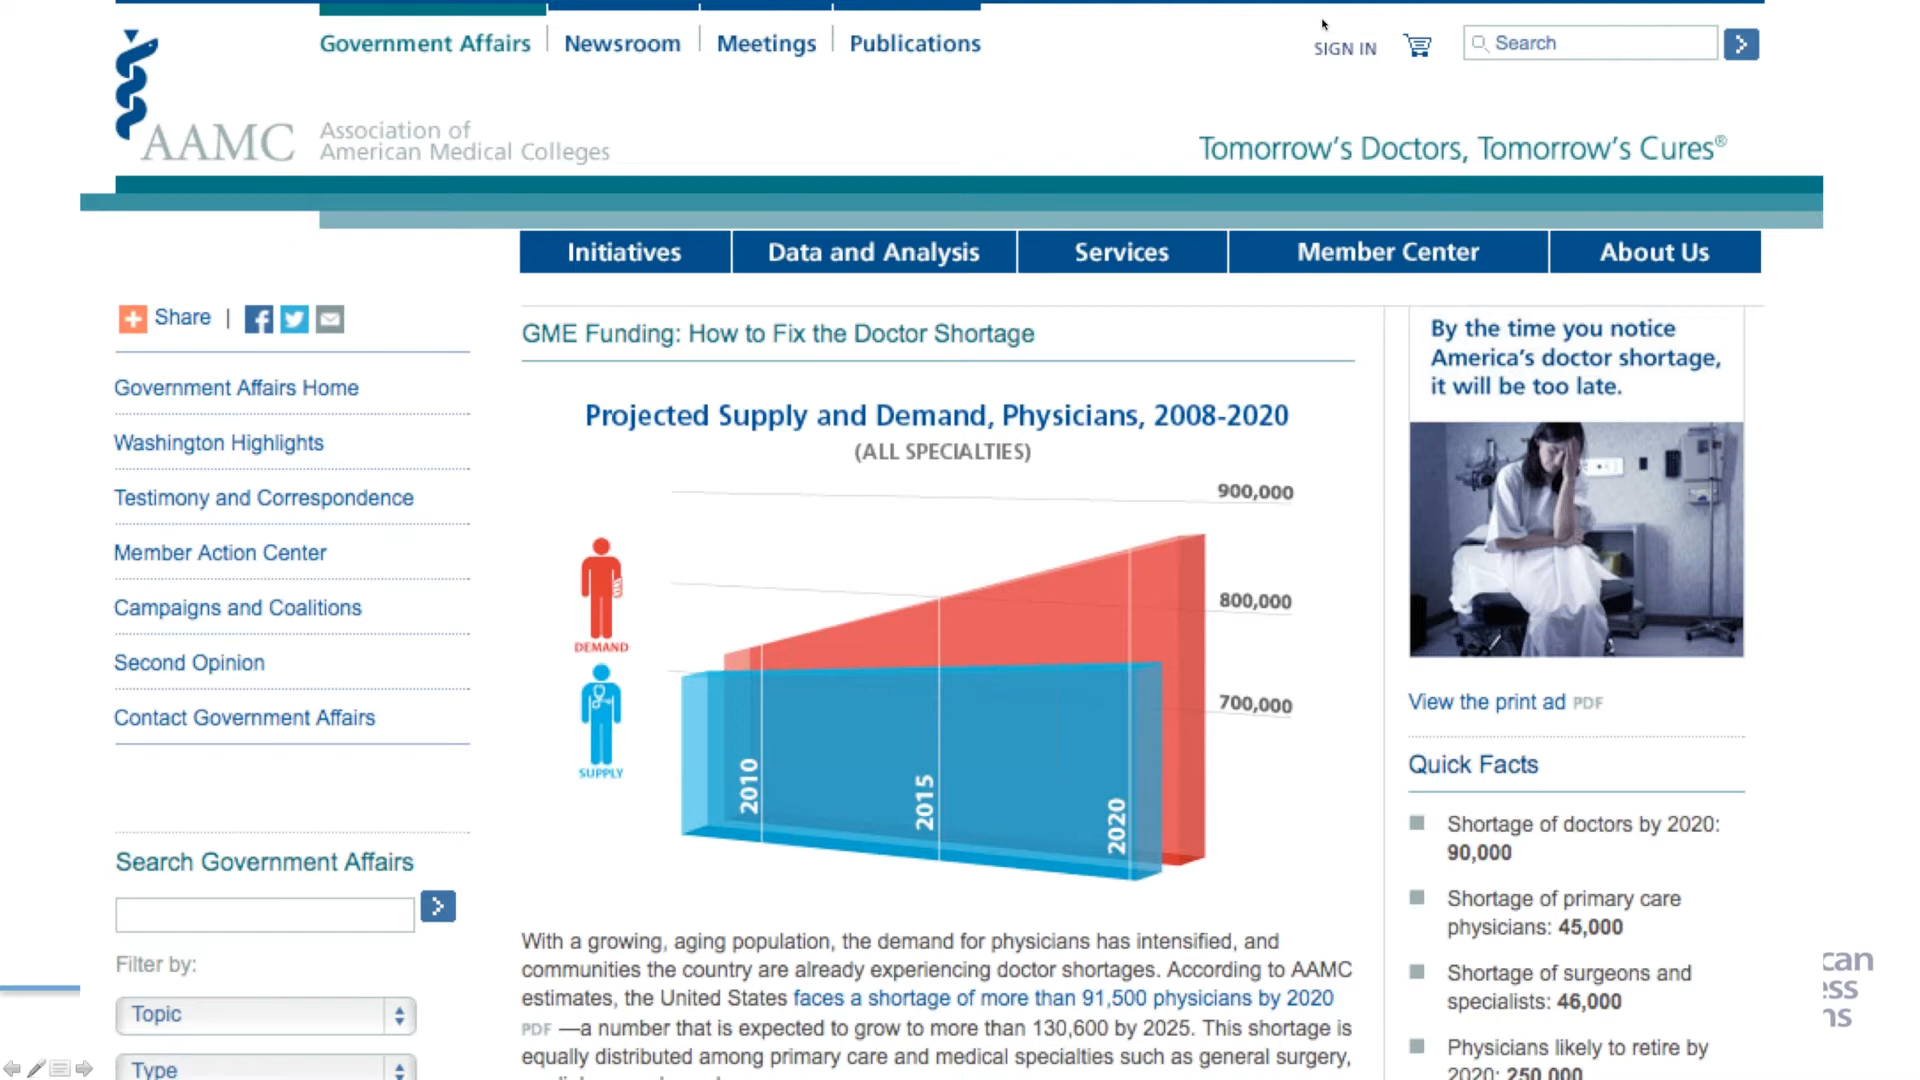 Government Affairs
Newsroom
Meetings
Publications
SIGN IN
Search
AAMC
Association of
American Medical Colleges
Tomorrow's Doctors, Tomorrow's Cures®
Initiatives
Data and Analysis
Services
Member Center
About Us
Share |
Government Affairs Home
Washington Highlights
Testimony and Correspondence
Member Action Center
Campaigns and Coalitions
Second Opinion
Contact Government Affairs
Search Government Affairs
Filter by:
Topic
Type
GME Funding: How to Fix the Doctor Shortage
Projected Supply and Demand, Physicians, 2008-2020
(ALL SPECIALTIES)
900,000
800,000
700,000
DEMAND
SUPPLY
2010
2015
2020
With a growing, aging population, the demand for physicians has intensified, and
communities the country are already experiencing doctor shortages. According to AAMC
estimates, the United States faces a shortage of more than 91,500 physicians by 2020
PDF —a number that is expected to grow to more than 130,600 by 2025. This shortage is
equally distributed among primary care and medical specialties such as general surgery,
By the time you notice
America's doctor shortage,
it will be too late.
View the print ad PDF
Quick Facts
Shortage of doctors by 2020:
90,000
Shortage of primary care
physicians: 45,000
Shortage of surgeons and
specialists: 46,000
Physicians likely to retire by
2020: 250,000
can
ess
ns